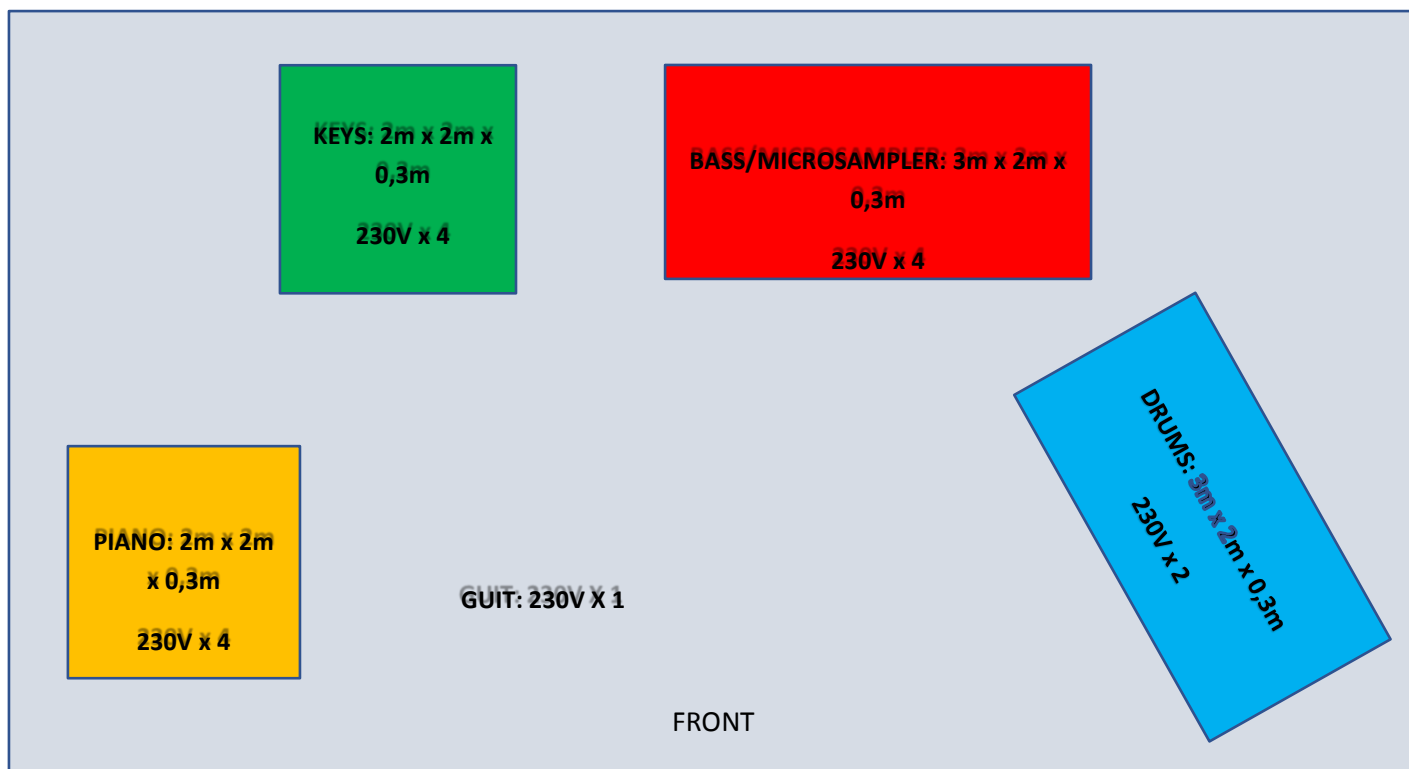 KEYS: 2m x 2m x
0,3m
230V x 4
BASS/MICROSAMPLER: 3m x 2m x
0,3m
230V x 4
DRUMS: 3m x 2m x 0,3m
230V x 2
PIANO: 2m x 2m
x 0,3m
230V x 4
GUIT: 230V X 1
FRONT